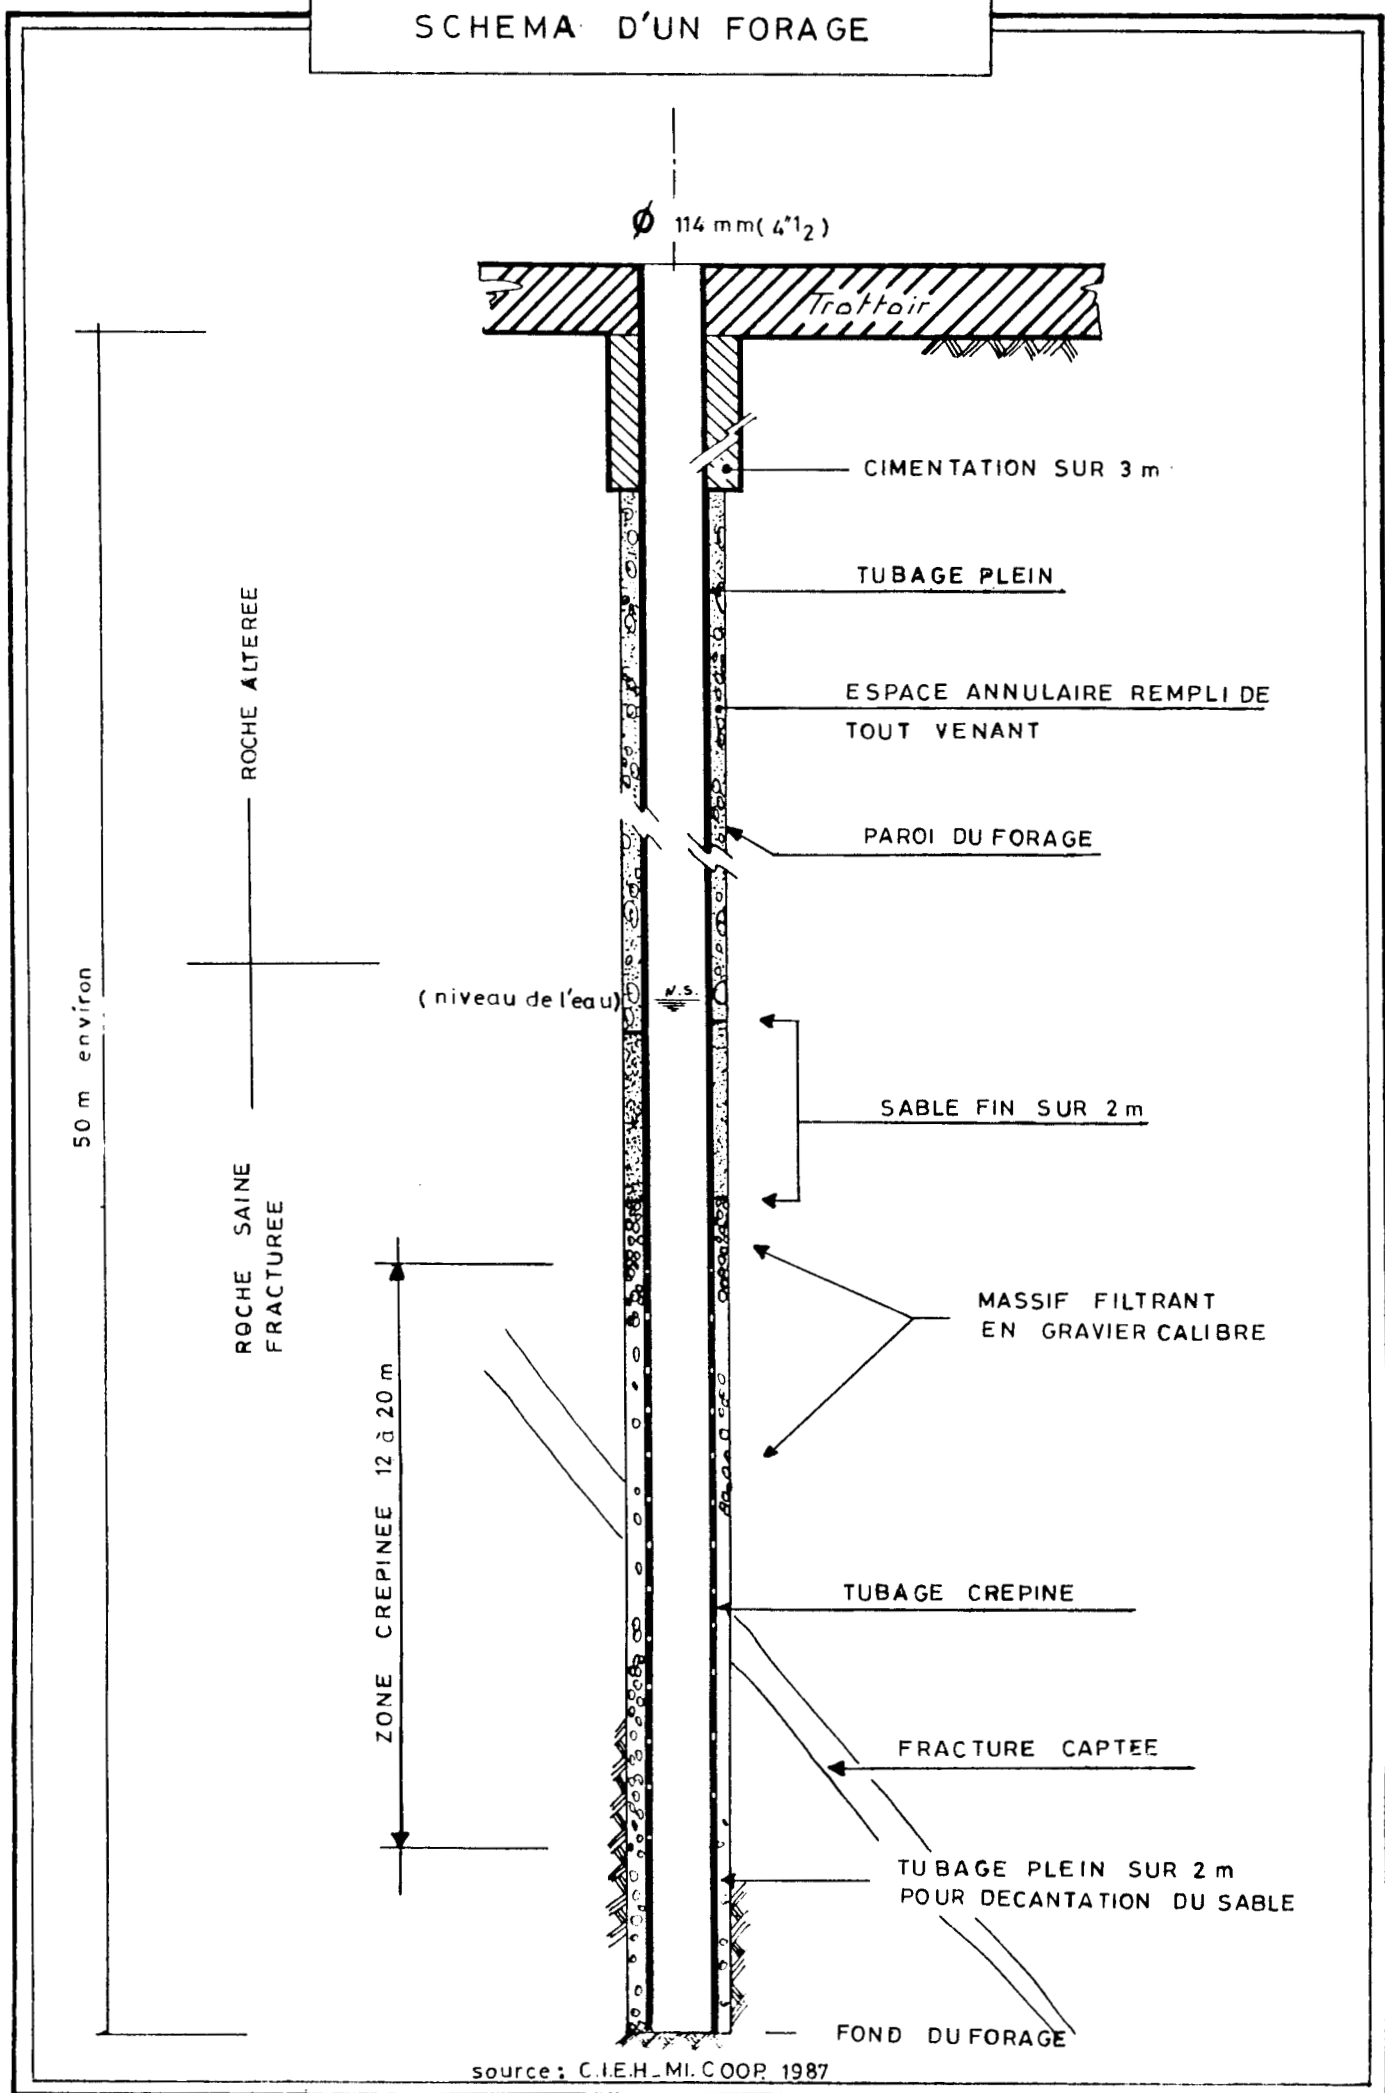 SCHEMA D'UN FORAGE
Ø 114 mm ( 4"1/2 )
Trottoir
CIMENTATION SUR 3 m
TUBAGE PLEIN
ROCHE ALTEREE
ESPACE ANNULAIRE REMPLI DE
TOUT VENANT
PAROI DU FORAGE
50 m environ
( niveau de l'eau)
N.S.
SABLE FIN SUR 2 m
ROCHE SAINE
FRACTUREE
MASSIF FILTRANT
EN GRAVIER CALIBRE
ZONE CREPINEE 12 à 20 m
TUBAGE CREPINE
FRACTURE CAPTEE
TUBAGE PLEIN SUR 2 m
POUR DECANTATION DU SABLE
FOND DU FORAGE
source : C.I.E.H_MI. COOP. 1987